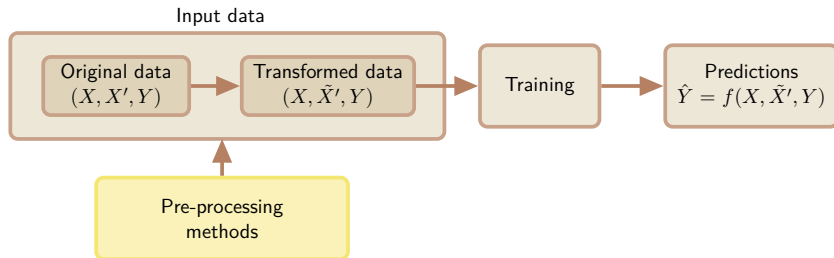 Input data
Original data
(X, X′, Y)
Transformed data
(X, X̃′, Y)
Training
Predictions
Ŷ = f(X, X̃′, Y)
Pre-processing
methods